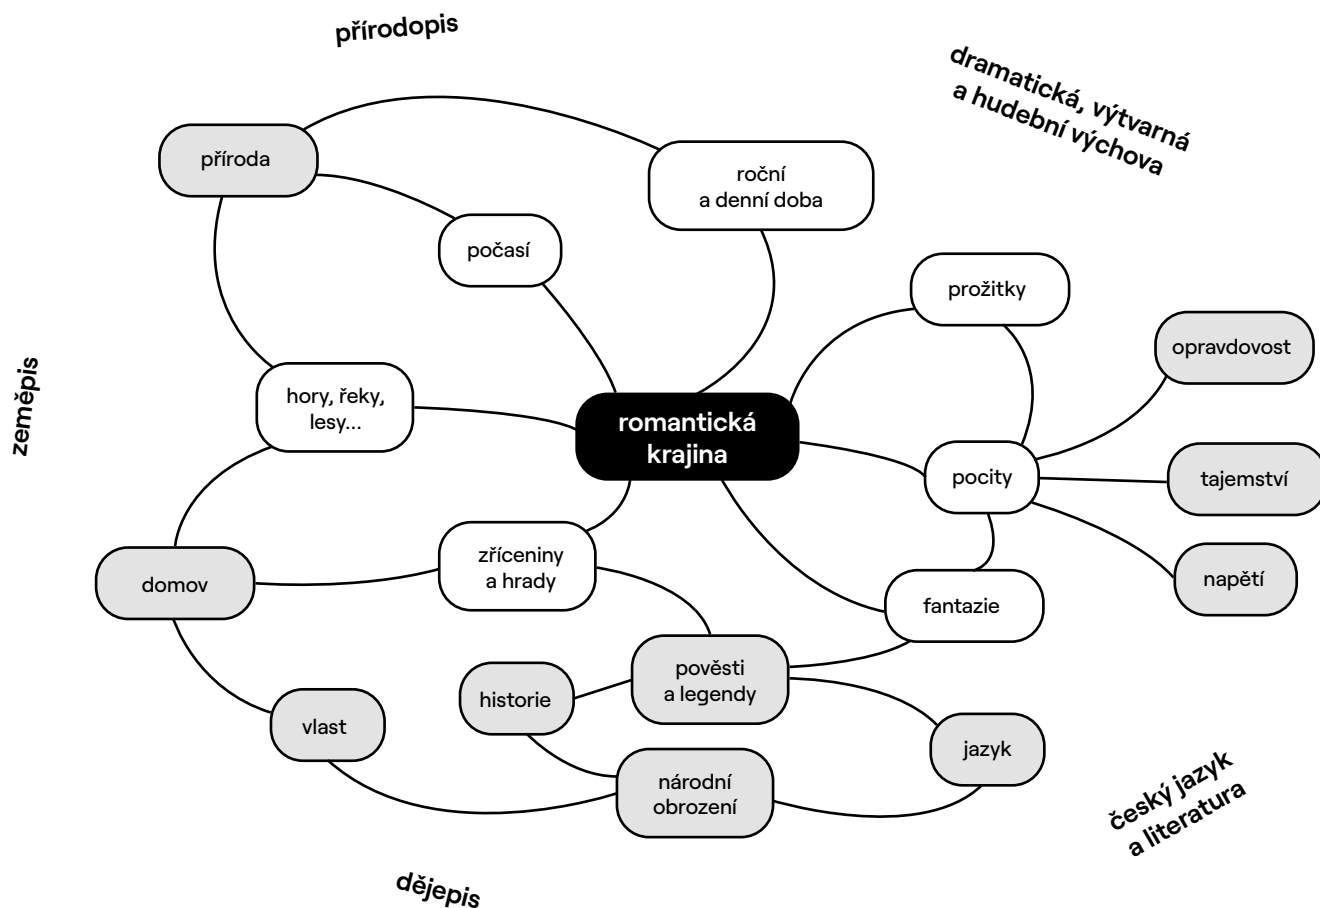 přírodopis
dramatická, výtvarná
a hudební výchova
příroda
roční
a denní doba
počasí
prožitky
opravdovost
zeměpis
hory, řeky,
lesy...
romantická
krajina
pocity
tajemství
zříceniny
a hrady
domov
napětí
fantazie
pověsti
a legendy
historie
vlast
jazyk
národní
obrození
český jazyk
a literatura
dějepis